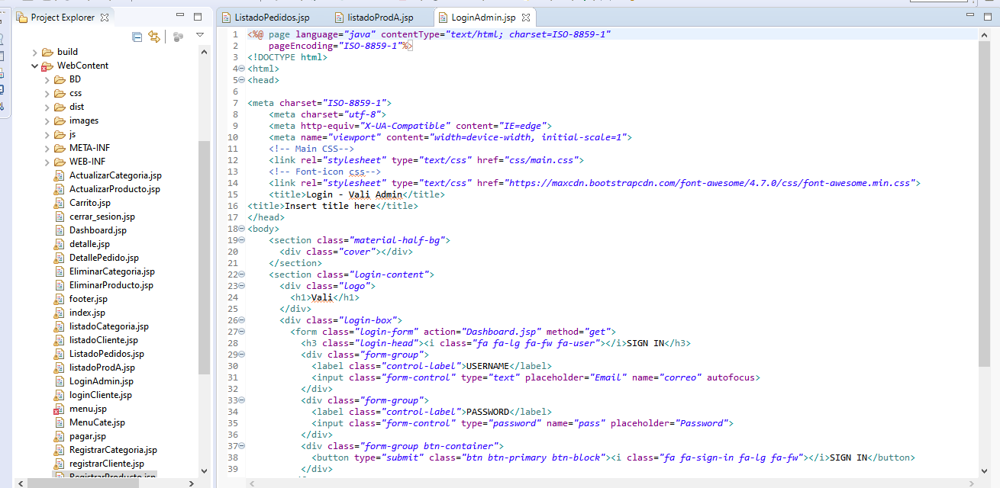 Project Explorer
build
WebContent
BD
css
dist
images
js
META-INF
WEB-INF
ActualizarCategoria.jsp
ActualizarProducto.jsp
Carrito.jsp
cerrar_sesion.jsp
Dashboard.jsp
detalle.jsp
DetallePedido.jsp
EliminarCategoria.jsp
EliminarProducto.jsp
footer.jsp
index.jsp
listadoCategoria.jsp
listadoCliente.jsp
ListadoPedidos.jsp
listadoProdA.jsp
LoginAdmin.jsp
loginCliente.jsp
menu.jsp
MenuCate.jsp
pagar.jsp
RegistrarCategoria.jsp
registrarCliente.jsp
RegistrarProducto.jsp
ListadoPedidos.jsp listadoProdA.jsp LoginAdmin.jsp
1 <%@ page language="java" contentType="text/html; charset=ISO-8859-1"
2 pageEncoding="ISO-8859-1"%>
3 <!DOCTYPE html>
4 <html>
5 <head>
6
7 <meta charset="ISO-8859-1">
8 <meta charset="utf-8">
9 <meta http-equiv="X-UA-Compatible" content="IE=edge">
10 <meta name="viewport" content="width=device-width, initial-scale=1">
11 <!-- Main CSS-->
12 <link rel="stylesheet" type="text/css" href="css/main.css">
13 <!-- Font-icon css-->
14 <link rel="stylesheet" type="text/css" href="https://maxcdn.bootstrapcdn.com/font-awesome/4.7.0/css/font-awesome.min.css">
15 <title>Login - Vali Admin</title>
16 <title>Insert title here</title>
17 </head>
18 <body>
19 <section class="material-half-bg">
20 <div class="cover"></div>
21 </section>
22 <section class="login-content">
23 <div class="logo">
24 <h1>Vali</h1>
25 </div>
26 <div class="login-box">
27 <form class="login-form" action="Dashboard.jsp" method="get">
28 <h3 class="login-head"><i class="fa fa-lg fa-fw fa-user"></i>SIGN IN</h3>
29 <div class="form-group">
30 <label class="control-label">USERNAME</label>
31 <input class="form-control" type="text" placeholder="Email" name="correo" autofocus>
32 </div>
33 <div class="form-group">
34 <label class="control-label">PASSWORD</label>
35 <input class="form-control" type="password" name="pass" placeholder="Password">
36 </div>
37 <div class="form-group btn-container">
38 <button type="submit" class="btn btn-primary btn-block"><i class="fa fa-sign-in fa-lg fa-fw"></i>SIGN IN</button>
39 </div>